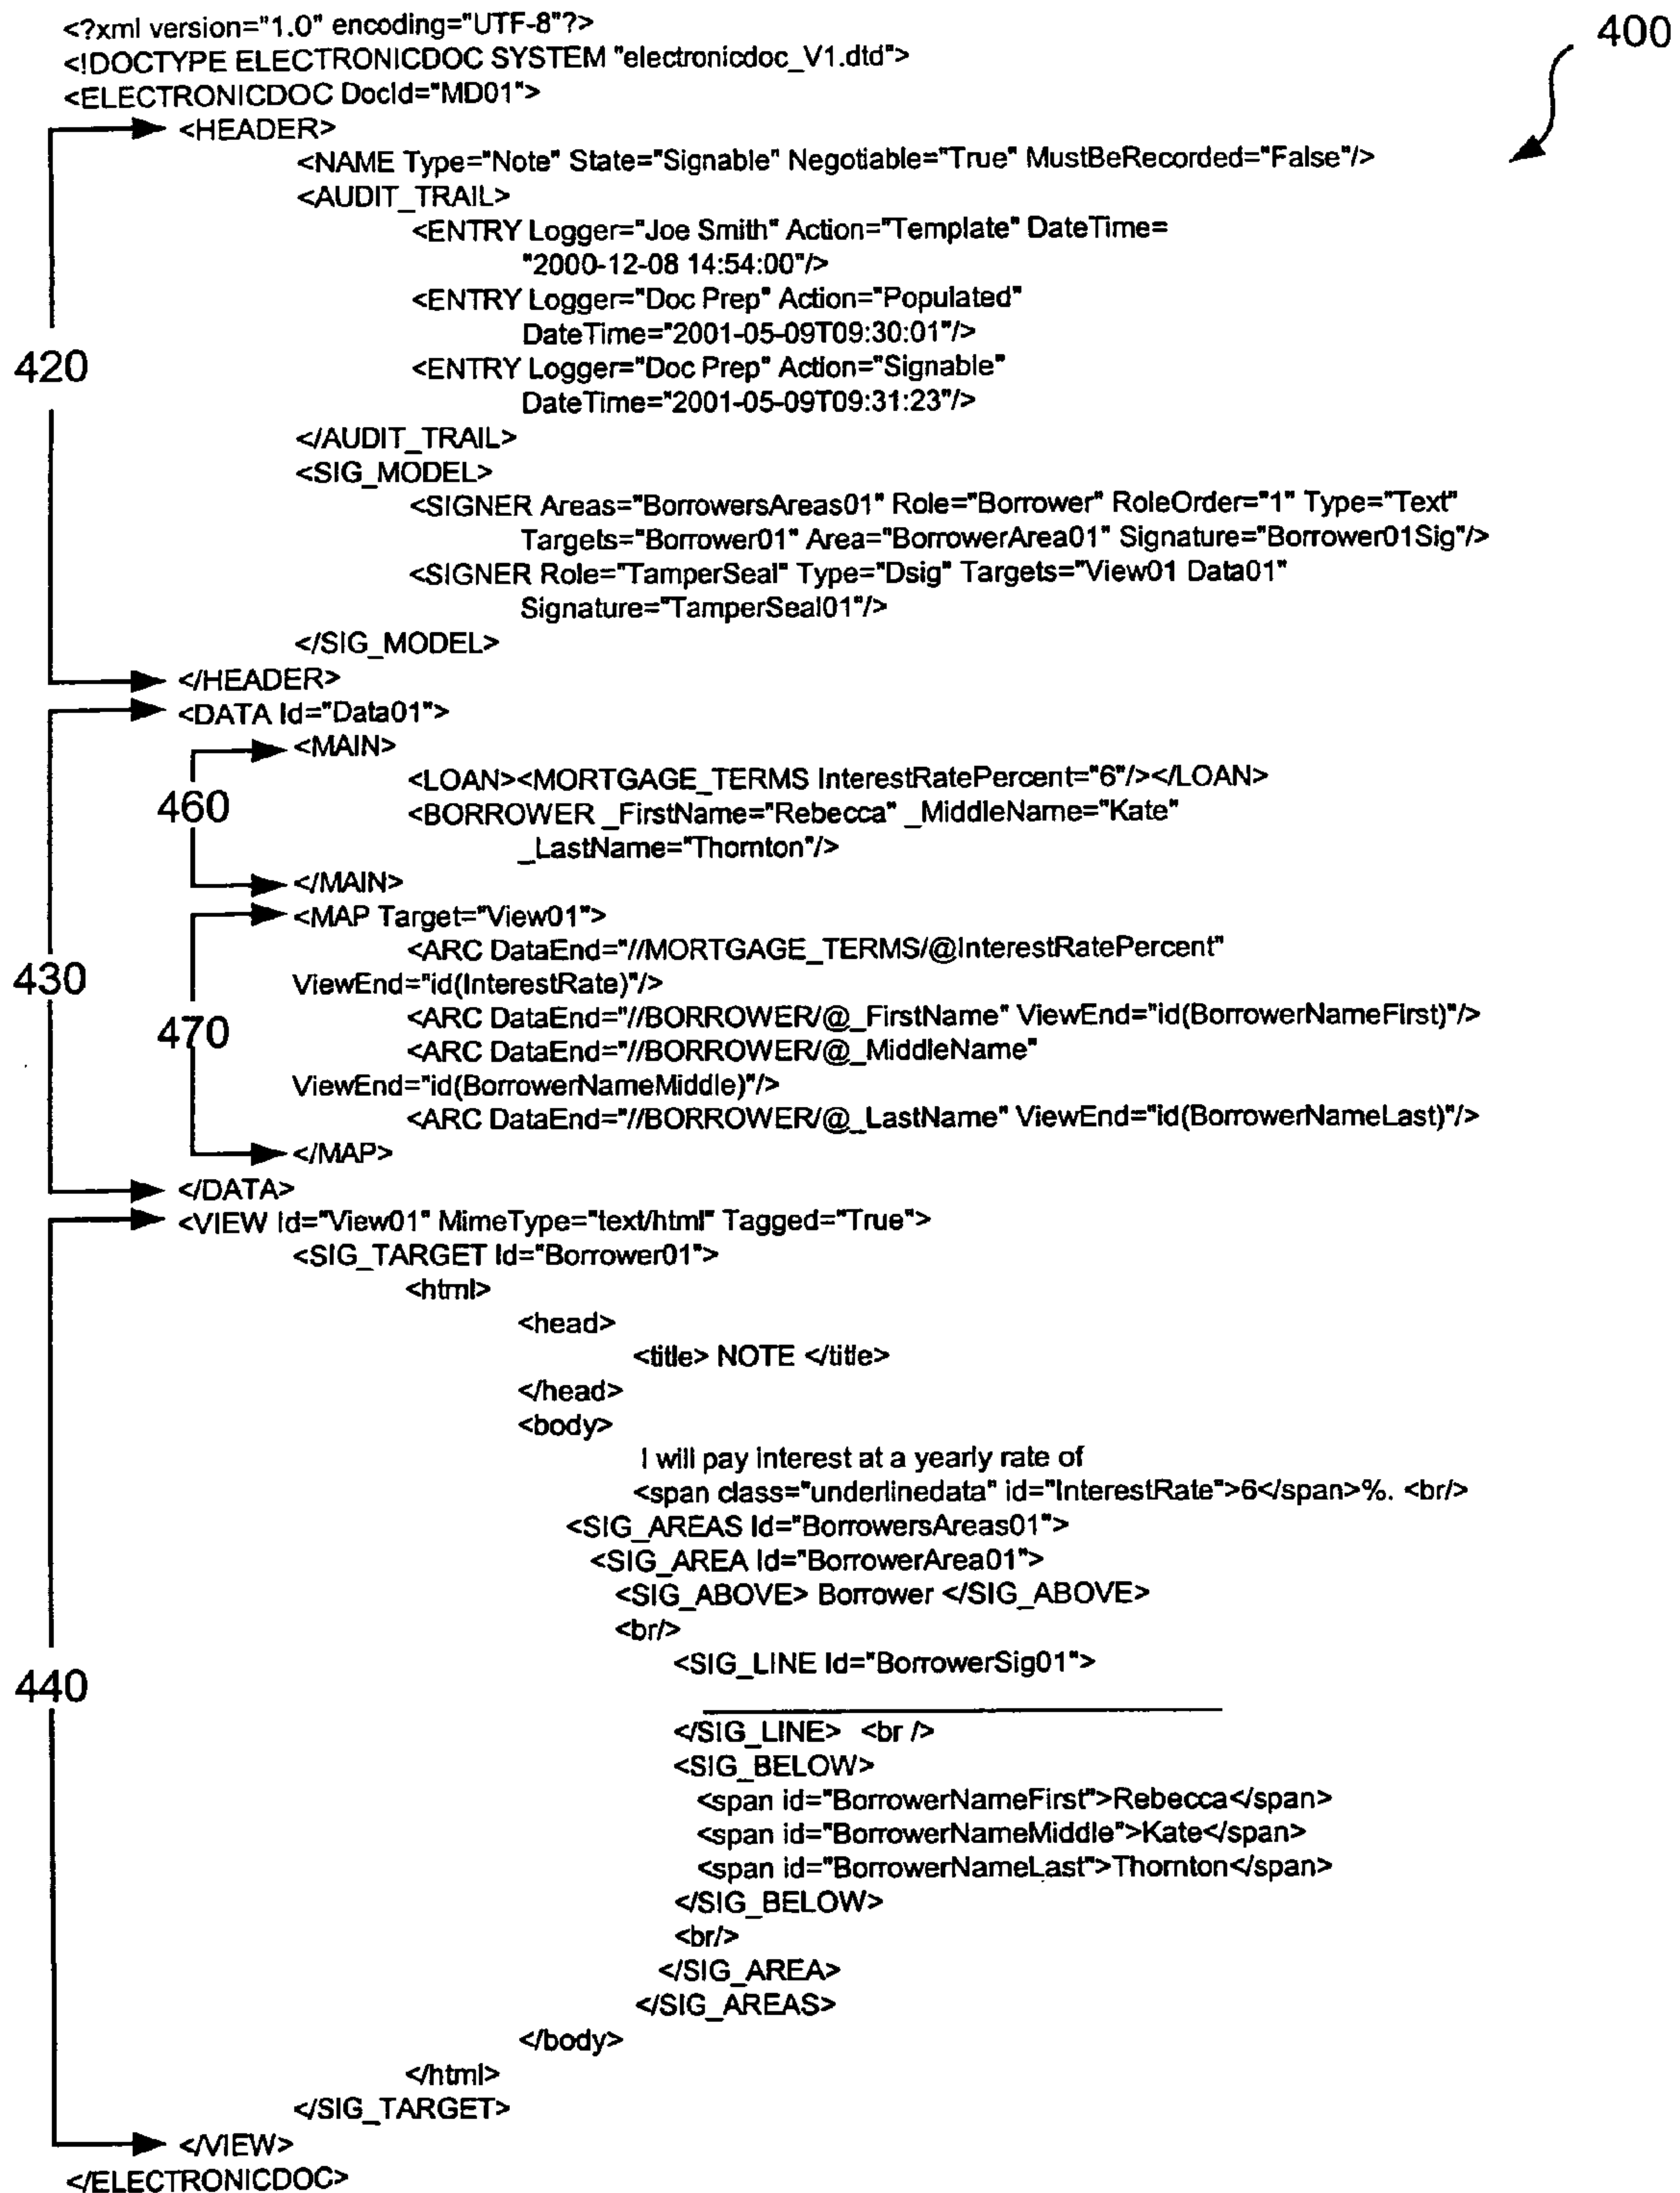 <?xml version="1.0" encoding="UTF-8"?>
400
<!DOCTYPE ELECTRONICDOC SYSTEM "electronicdoc_V1.dtd">
<ELECTRONICDOC DocId="MD01">
<HEADER>
<NAME Type="Note" State="Signable" Negotiable="True" MustBeRecorded="False"/>
<AUDIT_TRAIL>
<ENTRY Logger="Joe Smith" Action="Template" DateTime=
"2000-12-08 14:54:00"/>
<ENTRY Logger="Doc Prep" Action="Populated"
DateTime="2001-05-09T09:30:01"/>
420
<ENTRY Logger="Doc Prep" Action="Signable"
DateTime="2001-05-09T09:31:23"/>
</AUDIT_TRAIL>
<SIG_MODEL>
<SIGNER Areas="BorrowersAreas01" Role="Borrower" RoleOrder="1" Type="Text"
Targets="Borrower01" Area="BorrowerArea01" Signature="Borrower01Sig"/>
<SIGNER Role="TamperSeal" Type="Dsig" Targets="View01 Data01"
Signature="TamperSeal01"/>
</SIG_MODEL>
</HEADER>
<DATA Id="Data01">
<MAIN>
<LOAN><MORTGAGE_TERMS InterestRatePercent="6"/></LOAN>
460
<BORROWER _FirstName="Rebecca" _MiddleName="Kate"
_LastName="Thornton"/>
</MAIN>
<MAP Target="View01">
<ARC DataEnd="//MORTGAGE_TERMS/@InterestRatePercent"
430
ViewEnd="id(InterestRate)"/>
<ARC DataEnd="//BORROWER/@_FirstName" ViewEnd="id(BorrowerNameFirst)"/>
470
<ARC DataEnd="//BORROWER/@_MiddleName"
ViewEnd="id(BorrowerNameMiddle)"/>
<ARC DataEnd="//BORROWER/@_LastName" ViewEnd="id(BorrowerNameLast)"/>
</MAP>
</DATA>
<VIEW Id="View01" MimeType="text/html" Tagged="True">
<SIG_TARGET Id="Borrower01">
<html>
<head>
<title> NOTE </title>
</head>
<body>
I will pay interest at a yearly rate of
<span class="underlinedata" id="InterestRate">6</span>%. <br/>
<SIG_AREAS Id="BorrowersAreas01">
<SIG_AREA Id="BorrowerArea01">
<SIG_ABOVE> Borrower </SIG_ABOVE>
<br/>
<SIG_LINE Id="BorrowerSig01">
440
</SIG_LINE> <br />
<SIG_BELOW>
<span id="BorrowerNameFirst">Rebecca</span>
<span id="BorrowerNameMiddle">Kate</span>
<span id="BorrowerNameLast">Thornton</span>
</SIG_BELOW>
<br/>
</SIG_AREA>
</SIG_AREAS>
</body>
</html>
</SIG_TARGET>
</VIEW>
</ELECTRONICDOC>